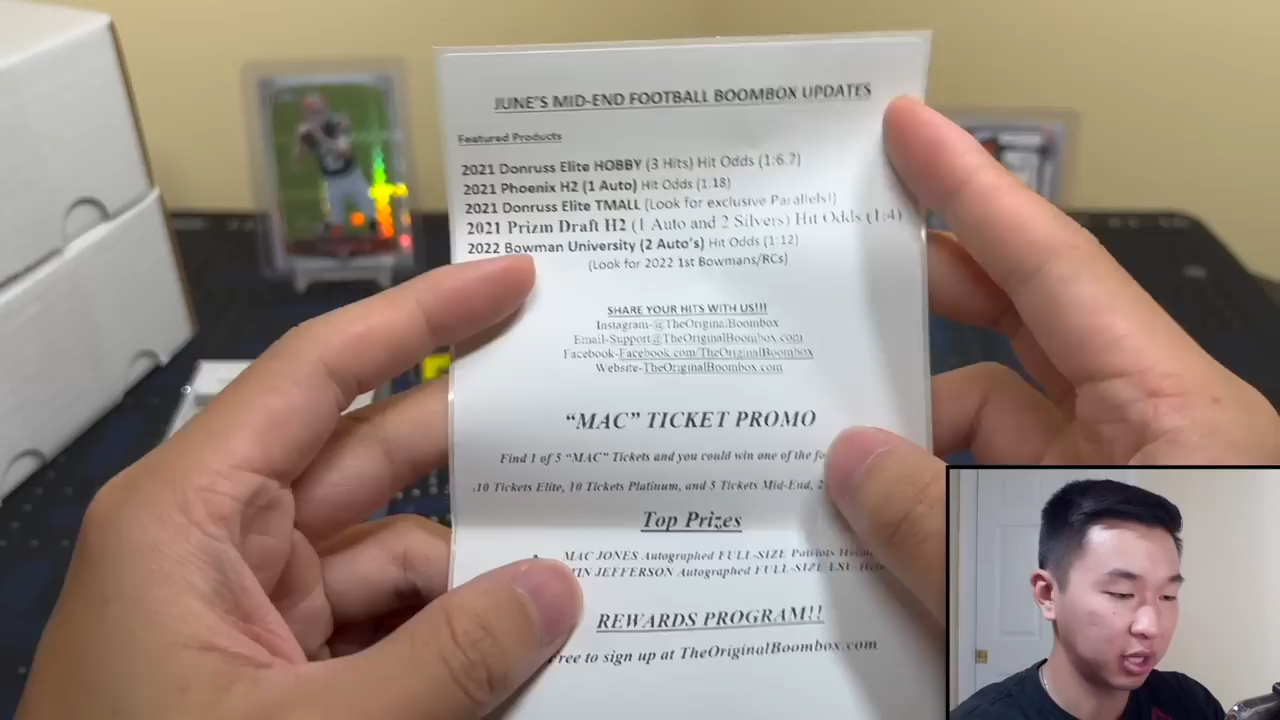 JUNE'S MID-END FOOTBALL BOOMBOX UPDATES
Featured Products
2021 Donruss Elite HOBBY (3 Hits) Hit Odds (1:6.7)
2021 Phoenix H2 (1 Auto) Hit Odds (1:18)
2021 Donruss Elite TMALL (Look for exclusive Parallels!)
2021 Prizm Draft H2 (1 Auto and 2 Silvers) Hit Odds (1:4)
2022 Bowman University (2 Auto's) Hit Odds (1:12)
(Look for 2022 1st Bowmans/RCs)
SHARE YOUR HITS WITH US!!!
Instagram-@TheOriginalBoombox
Email-Support@TheOriginalBoombox.com
Facebook-Facebook.com/TheOriginalBoombox
Website-TheOriginalBoombox.com
"MAC" TICKET PROMO
Find 1 of 5 "MAC" Tickets and you could win one of the
10 Tickets Elite, 10 Tickets Platinum, and 5 Tickets Mid-End,
Top Prizes
MAC JONES Autographed FULL-SIZE Patriots
JEFFERSON Autographed FULL-SIZE LSU
REWARDS PROGRAM!!
Free to sign up at TheOriginalBoombox.com